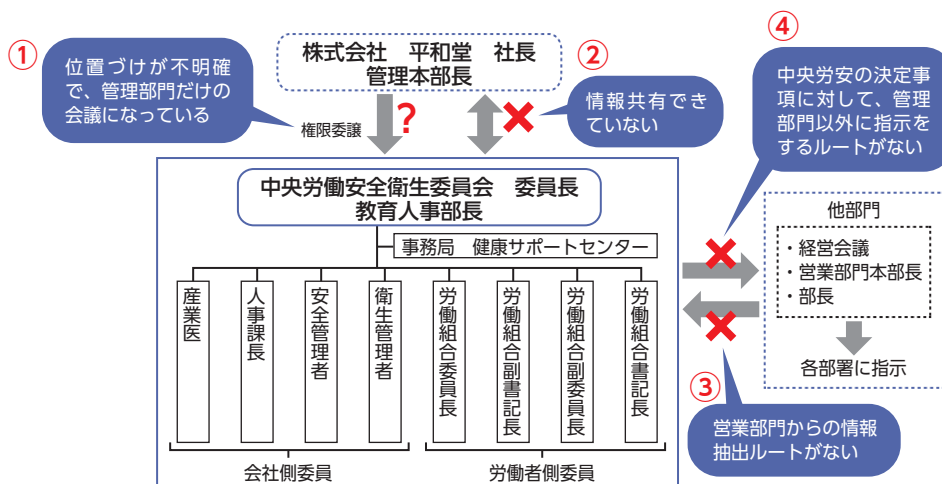 ①
位置づけが不明確
で、管理部門だけの
会議になっている
株式会社　平和堂　社長
管理本部長
②
情報共有でき
ていない
④
中央労安の決定事
項に対して、管理
部門以外に指示を
するルートがない
権限委譲
?
中央労働安全衛生委員会　委員長
教育人事部長
事務局　健康サポートセンター
産業医
人事課長
安全管理者
衛生管理者
労働組合委員長
労働組合副書記長
労働組合副委員長
労働組合書記長
会社側委員
労働者側委員
他部門
・経営会議
・営業部門本部長
・部長
各部署に指示
③
営業部門からの情報
抽出ルートがない